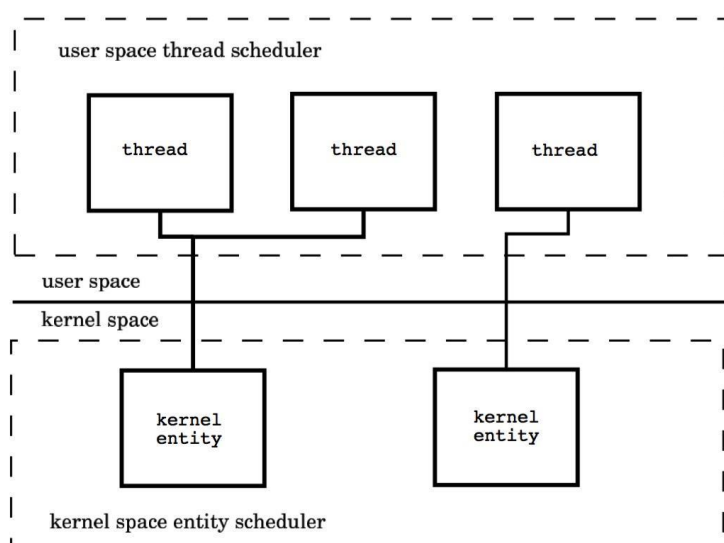 user space thread scheduler
thread
thread
thread
user space
kernel space
kernel
entity
kernel
entity
kernel space entity scheduler